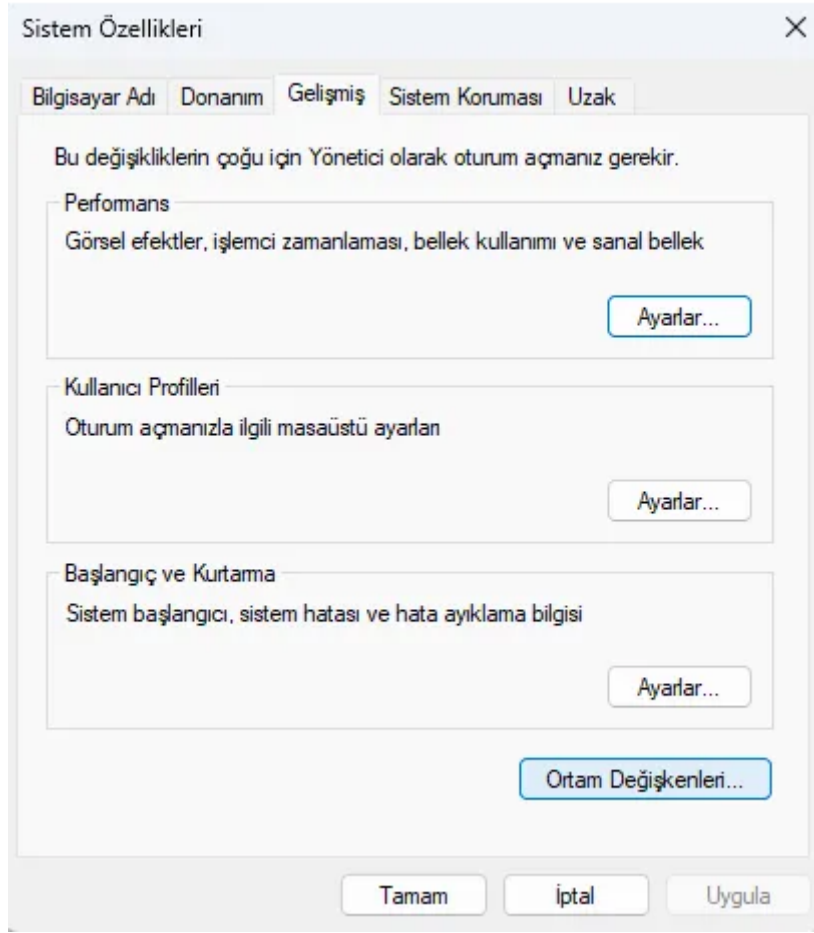 Sistem Özellikleri
Bilgisayar Adı Donanım Gelişmiş Sistem Koruması Uzak
Bu değişikliklerin çoğu için Yönetici olarak oturum açmanız gerekir.
Performans
Görsel efektler, işlemci zamanlaması, bellek kullanımı ve sanal bellek
Ayarlar...
Kullanıcı Profilleri
Oturum açmanızla ilgili masaüstü ayarları
Ayarlar...
Başlangıç ve Kurtarma
Sistem başlangıcı, sistem hatası ve hata ayıklama bilgisi
Ayarlar...
Ortam Değişkenleri...
Tamam İptal Uygula